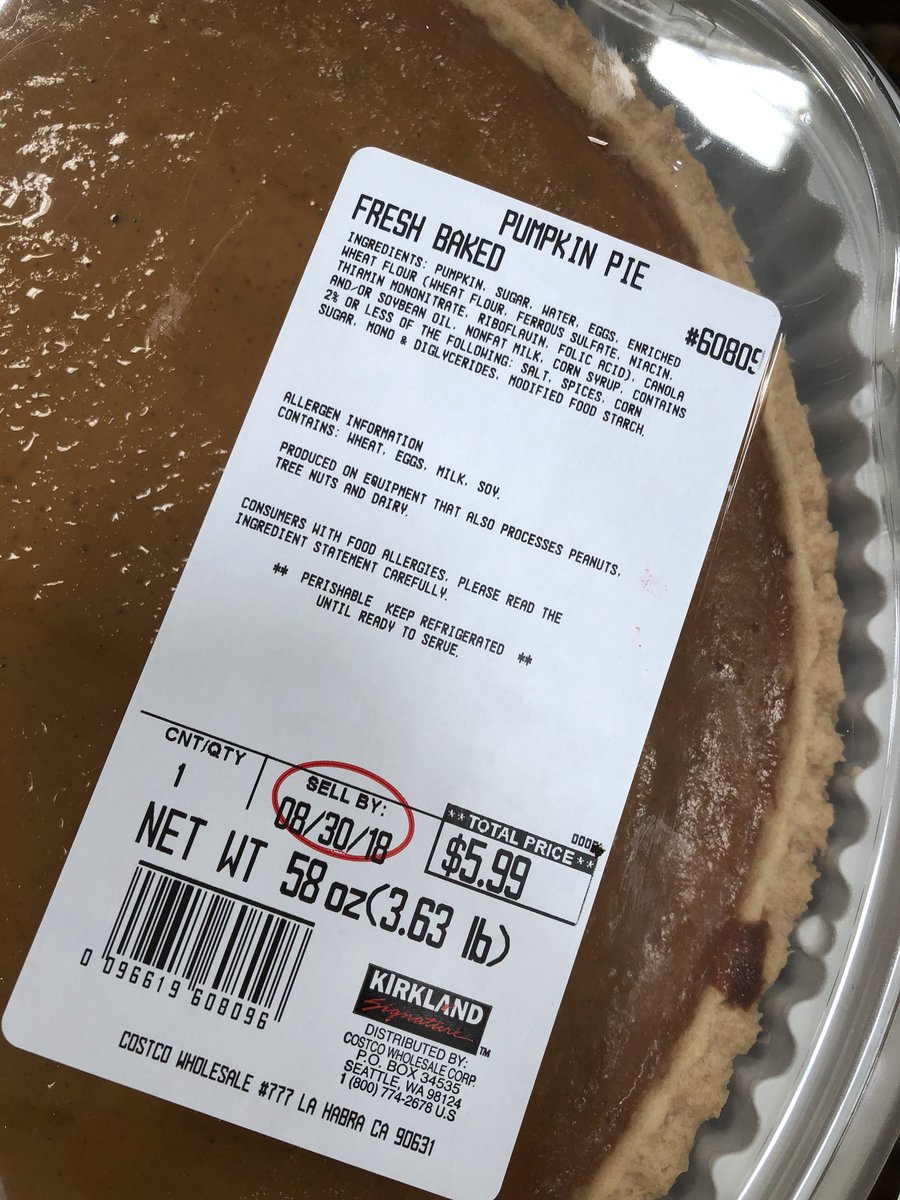 PUMPKIN PIE
FRESH BAKED
#60809
INGREDIENTS: PUMPKIN, SUGAR, WATER, EGGS, ENRICHED
WHEAT FLOUR (WHEAT FLOUR, FERROUS SULFATE, NIACIN,
THIAMIN MONONITRATE, RIBOFLAVIN, FOLIC ACID), CANOLA
AND/OR SOYBEAN OIL, NONFAT MILK, CORN SYRUP, CONTAINS
2% OR LESS OF THE FOLLOWING: SALT, SPICES, CORN
SUGAR, MONO & DIGLYCERIDES, MODIFIED FOOD STARCH.
ALLERGEN INFORMATION
CONTAINS: WHEAT, EGGS, MILK, SOY.
PRODUCED ON EQUIPMENT THAT ALSO PROCESSES PEANUTS,
TREE NUTS AND DAIRY.
CONSUMERS WITH FOOD ALLERGIES, PLEASE READ THE
INGREDIENT STATEMENT CAREFULLY.
** PERISHABLE KEEP REFRIGERATED **
UNTIL READY TO SERVE.
CNT/QTY
1
SELL BY:
08/30/18
**TOTAL PRICE**
$5.99
NET WT 58 oz(3.63 lb)
0 096619 608096
KIRKLAND
Signature
TM
DISTRIBUTED BY:
COSTCO WHOLESALE CORP.
P.O. BOX 34535
SEATTLE, WA 98124
1 (800) 774-2678 U.S
COSTCO WHOLESALE #777 LA HABRA CA 90631